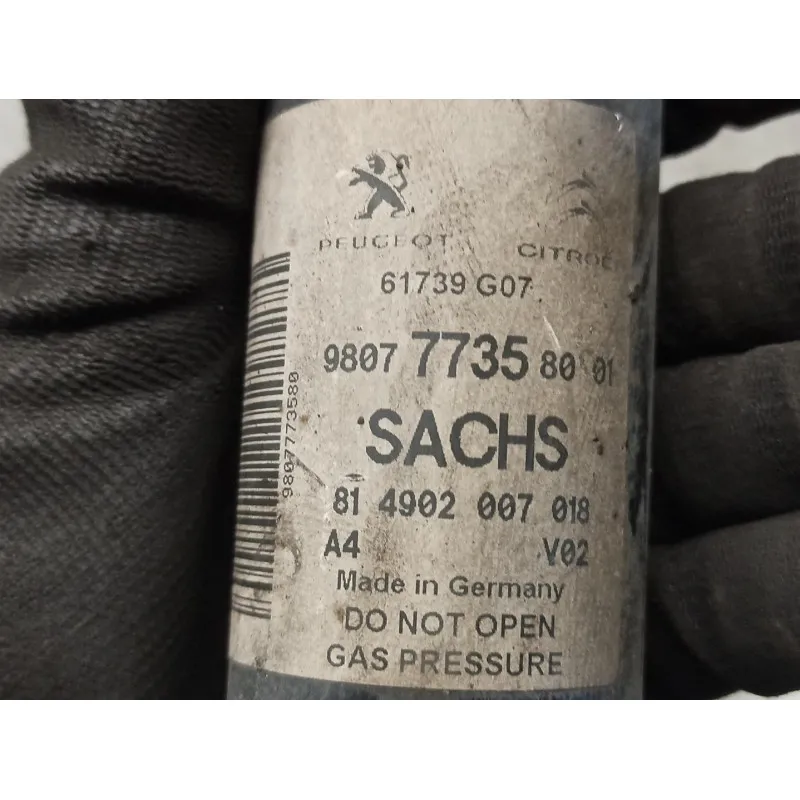 PEUGEOT CITROË
61739 G07
9807 7735 80 01
SACHS
81 4902 007 018
A4 V02
Made in Germany
DO NOT OPEN
GAS PRESSURE
9807773580